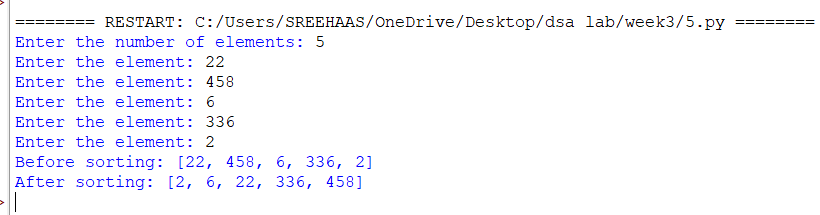 ======== RESTART: C:/Users/SREEHAAS/OneDrive/Desktop/dsa lab/week3/5.py ========
Enter the number of elements: 5
Enter the element: 22
Enter the element: 458
Enter the element: 6
Enter the element: 336
Enter the element: 2
Before sorting: [22, 458, 6, 336, 2]
After sorting: [2, 6, 22, 336, 458]